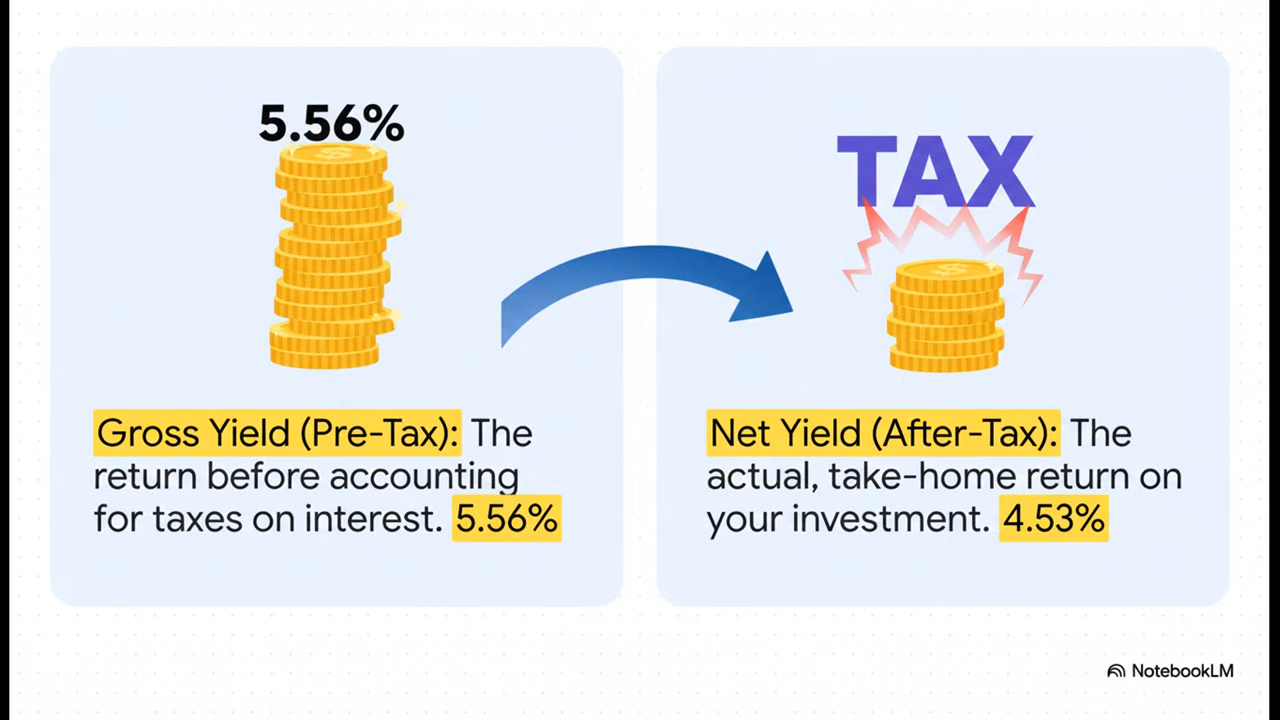 5.56%
Gross Yield (Pre-Tax): The
return before accounting
for taxes on interest. 5.56%
TAX
Net Yield (After-Tax): The
actual, take-home return on
your investment. 4.53%
NotebookLM